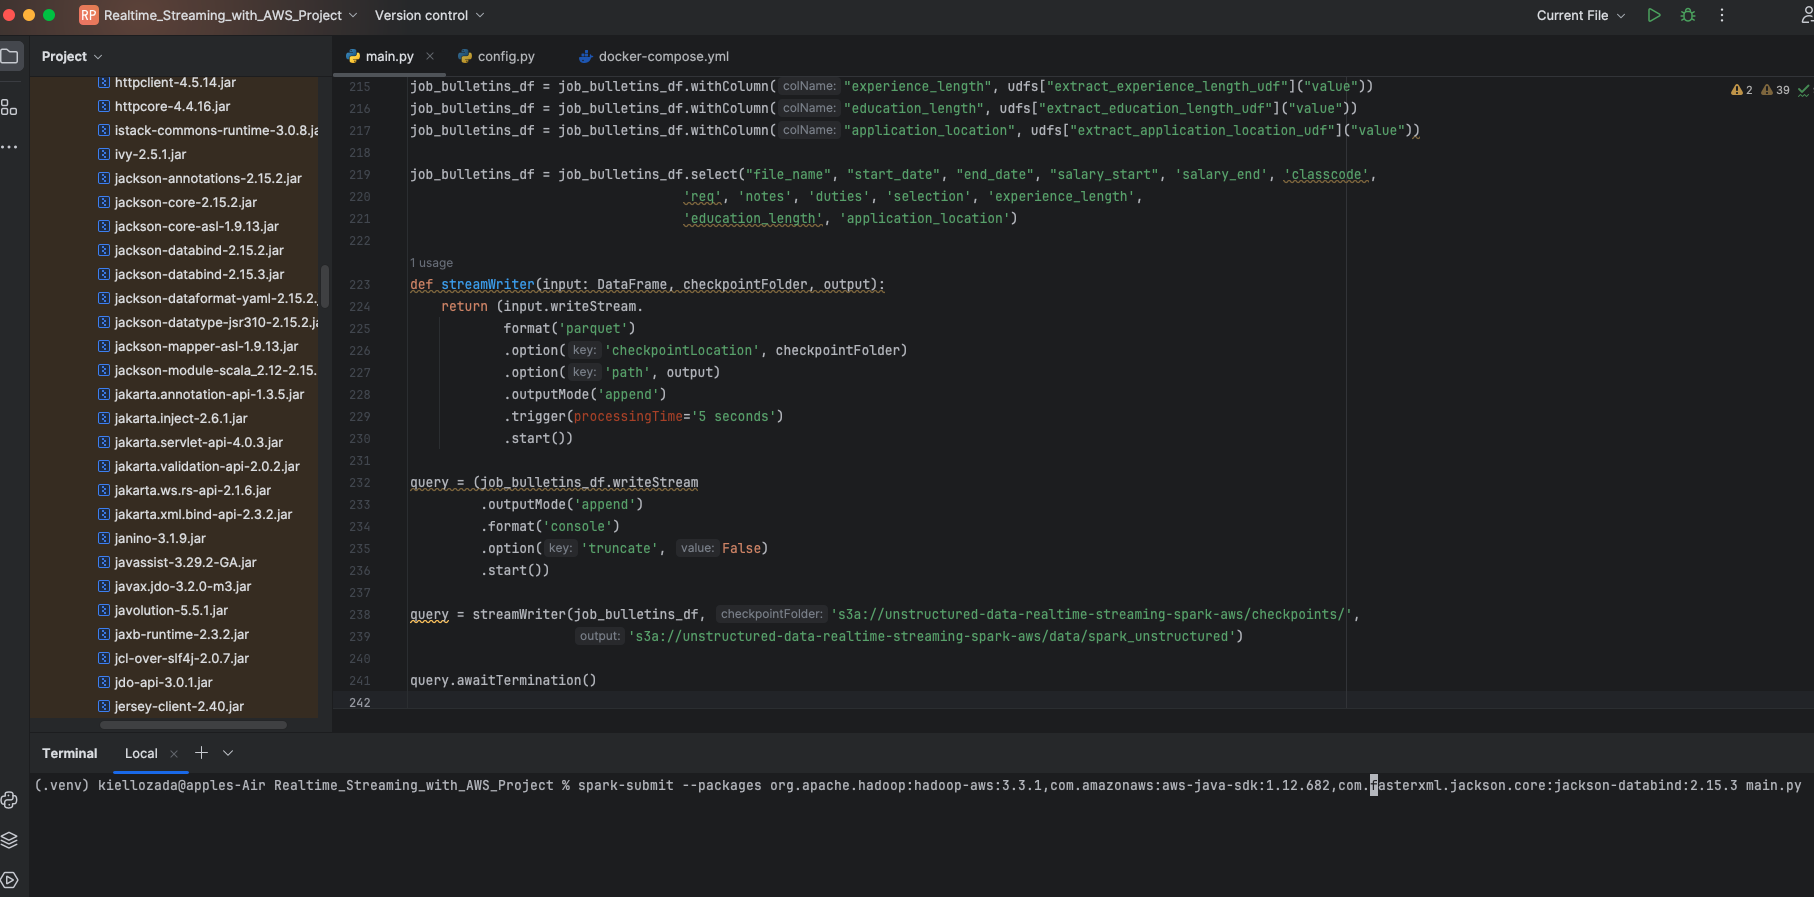 RP Realtime_Streaming_with_AWS_Project Version control Current File
Project
main.py config.py docker-compose.yml
httpclient-4.5.14.jar
httpcore-4.4.16.jar
istack-commons-runtime-3.0.8.ja
ivy-2.5.1.jar
jackson-annotations-2.15.2.jar
jackson-core-2.15.2.jar
jackson-core-asl-1.9.13.jar
jackson-databind-2.15.2.jar
jackson-databind-2.15.3.jar
jackson-dataformat-yaml-2.15.2.
jackson-datatype-jsr310-2.15.2.ja
jackson-mapper-asl-1.9.13.jar
jackson-module-scala_2.12-2.15.
jakarta.annotation-api-1.3.5.jar
jakarta.inject-2.6.1.jar
jakarta.servlet-api-4.0.3.jar
jakarta.validation-api-2.0.2.jar
jakarta.ws.rs-api-2.1.6.jar
jakarta.xml.bind-api-2.3.2.jar
janino-3.1.9.jar
javassist-3.29.2-GA.jar
javax.jdo-3.2.0-m3.jar
javolution-5.5.1.jar
jaxb-runtime-2.3.2.jar
jcl-over-slf4j-2.0.7.jar
jdo-api-3.0.1.jar
jersey-client-2.40.jar
2 39
215 job_bulletins_df = job_bulletins_df.withColumn( colName: "experience_length", udfs["extract_experience_length_udf"]("value"))
216 job_bulletins_df = job_bulletins_df.withColumn( colName: "education_length", udfs["extract_education_length_udf"]("value"))
217 job_bulletins_df = job_bulletins_df.withColumn( colName: "application_location", udfs["extract_application_location_udf"]("value"))
218
219 job_bulletins_df = job_bulletins_df.select("file_name", "start_date", "end_date", "salary_start", 'salary_end', 'classcode',
220 'req', 'notes', 'duties', 'selection', 'experience_length',
221 'education_length', 'application_location')
222
1 usage
223 def streamWriter(input: DataFrame, checkpointFolder, output):
224 return (input.writeStream.
225 format('parquet')
226 .option( key: 'checkpointLocation', checkpointFolder)
227 .option( key: 'path', output)
228 .outputMode('append')
229 .trigger(processingTime='5 seconds')
230 .start())
231
232 query = (job_bulletins_df.writeStream
233 .outputMode('append')
234 .format('console')
235 .option( key: 'truncate', value: False)
236 .start())
237
238 query = streamWriter(job_bulletins_df, checkpointFolder: 's3a://unstructured-data-realtime-streaming-spark-aws/checkpoints/',
239 output: 's3a://unstructured-data-realtime-streaming-spark-aws/data/spark_unstructured')
240
241 query.awaitTermination()
242
Terminal Local
(.venv) kiellozada@apples-Air Realtime_Streaming_with_AWS_Project % spark-submit --packages org.apache.hadoop:hadoop-aws:3.3.1,com.amazonaws:aws-java-sdk:1.12.682,com.fasterxml.jackson.core:jackson-databind:2.15.3 main.py